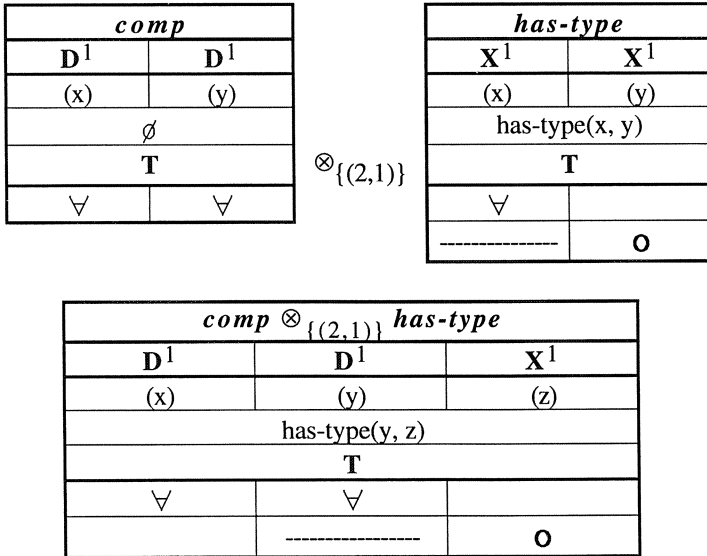 comp
D¹ D¹
(x) (y)
∅
T
∀ ∀
⊗{(2,1)}
has-type
X¹ X¹
(x) (y)
has-type(x, y)
T
∀
--------------- O
comp ⊗{(2,1)} has-type
D¹ D¹ X¹
(x) (y) (z)
has-type(y, z)
T
∀ ∀
----------------- O